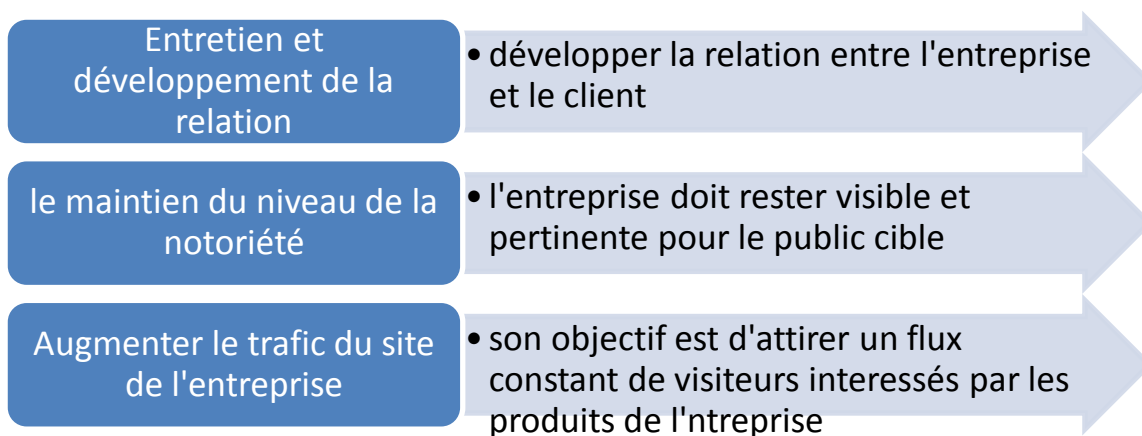 Entretien et
développement de la
relation
• développer la relation entre l'entreprise
et le client
le maintien du niveau de la
notoriété
• l'entreprise doit rester visible et
pertinente pour le public cible
Augmenter le trafic du site
de l'entreprise
• son objectif est d'attirer un flux
constant de visiteurs interessés par les
produits de l'ntreprise